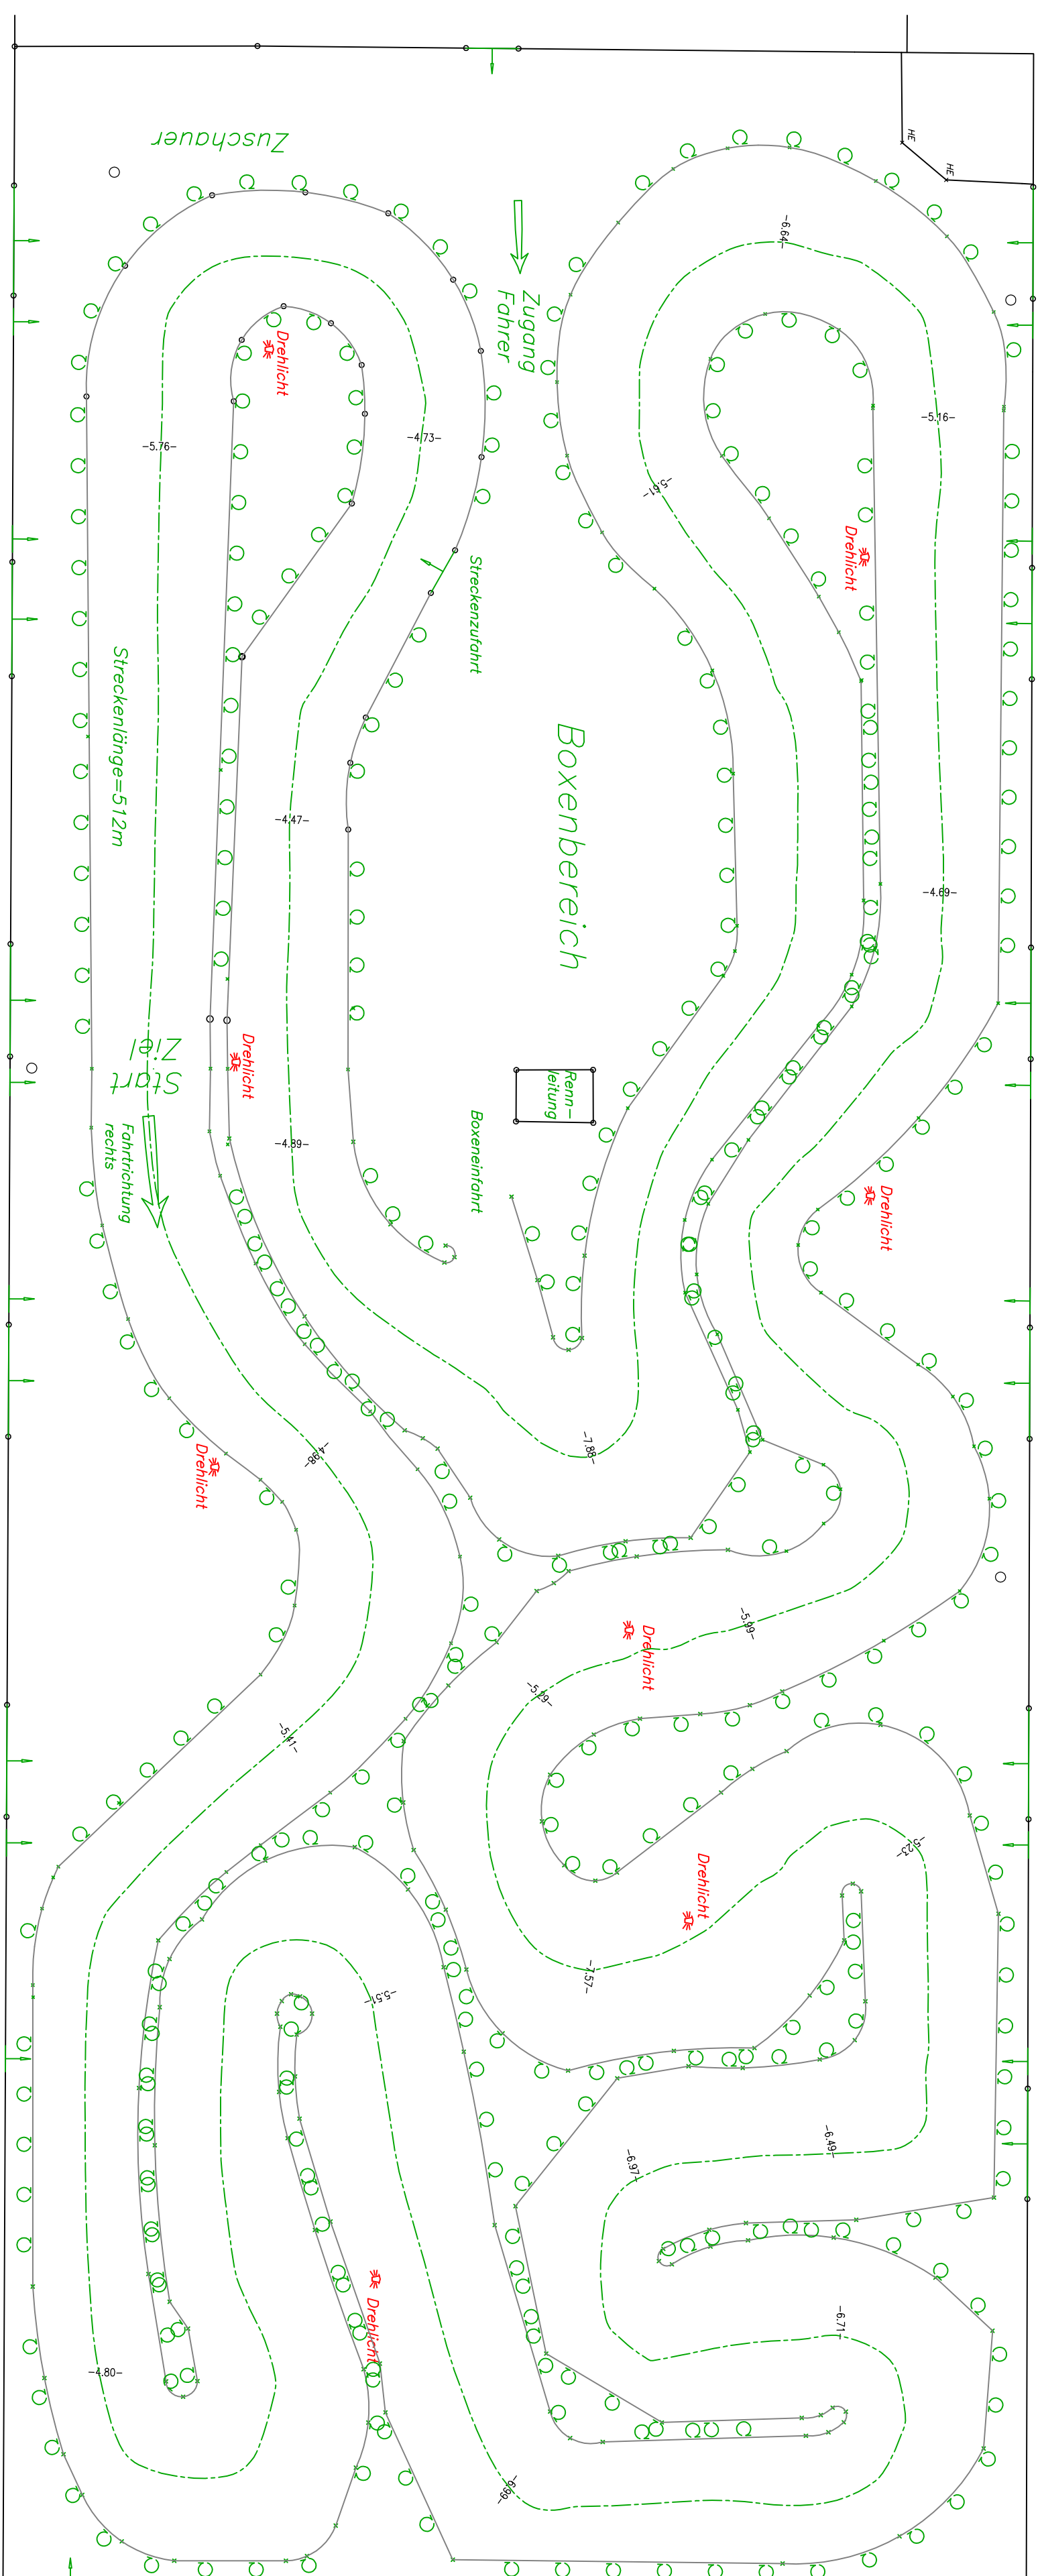 HE
HE
Zuschauer
-6.64-
Zugang
Fahrer
Drehlicht
-5.76-
-4.73-
-5.16-
-5.61-
Drehlicht
Streckenzufahrt
Streckenlänge=512m
Boxenbereich
-4.47-
-4.69-
Start
Ziel
Drehlicht
Renn-
leitung
Boxeneinfahrt
Fahrtrichtung
rechts
-4.89-
Drehlicht
-7.88-
-4.98-
Drehlicht
-5.99-
Drehlicht
-5.29-
-5.41-
-5.23-
Drehlicht
-7.57-
-5.51-
-6.49-
-6.97-
Drehlicht
-6.71-
-4.80-
-6.99-